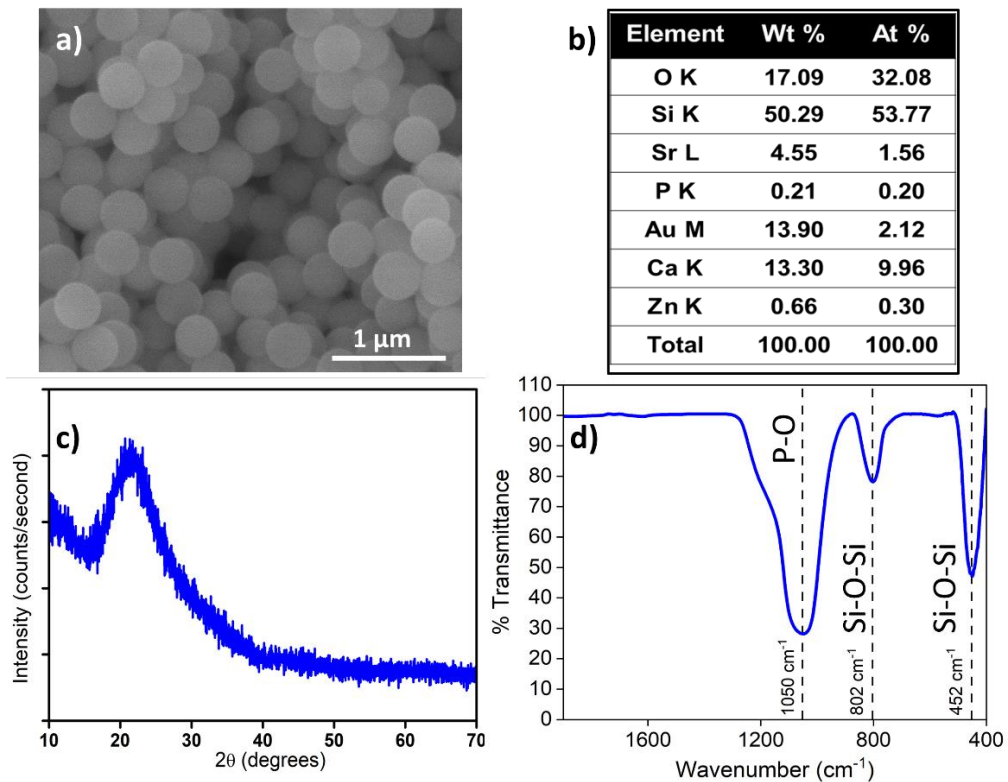 a)
1 µm
b)
Element Wt % At %
O K 17.09 32.08
Si K 50.29 53.77
Sr L 4.55 1.56
P K 0.21 0.20
Au M 13.90 2.12
Ca K 13.30 9.96
Zn K 0.66 0.30
Total 100.00 100.00
c)
Intensity (counts/second)
10 20 30 40 50 60 70
2θ (degrees)
d)
% Transmittance
110
100
90
80
70
60
50
40
30
20
10
0
P-O
Si-O-Si
Si-O-Si
1050 cm⁻¹
802 cm⁻¹
452 cm⁻¹
1600 1200 800 400
Wavenumber (cm⁻¹)